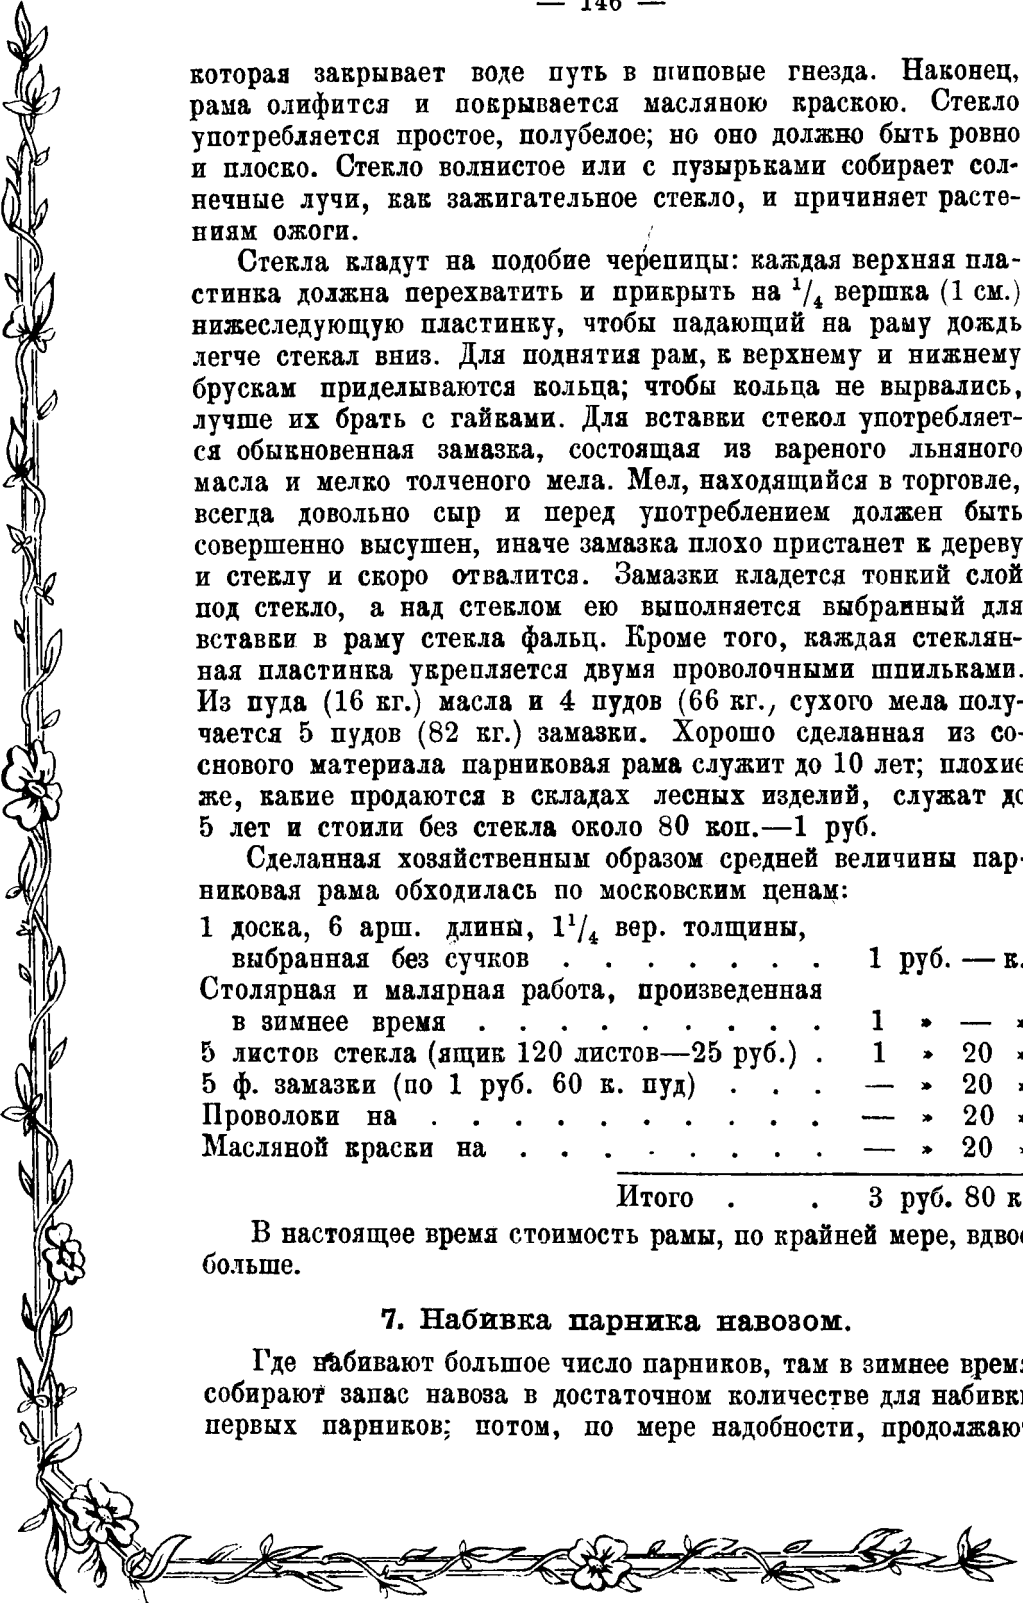 — 146 —
которая закрывает воде путь в шиповые гнезда. Наконец,
рама олифится и покрывается масляною краскою. Стекло
употребляется простое, полубелое; но оно должно быть ровно
и плоско. Стекло волнистое или с пузырьками собирает сол-
нечные лучи, как зажигательное стекло, и причиняет расте-
ниям ожоги.
Стекла кладут на подобие черепицы: каждая верхняя пла-
стинка должна перехватить и прикрыть на 1/4 вершка (1 см.)
нижеследующую пластинку, чтобы падающий на раму дождь
легче стекал вниз. Для поднятия рам, к верхнему и нижнему
брускам приделываются кольца; чтобы кольца не вырвались,
лучше их брать с гайками. Для вставки стекол употребляет-
ся обыкновенная замазка, состоящая из вареного льняного
масла и мелко толченого мела. Мел, находящийся в торговле,
всегда довольно сыр и перед употреблением должен быть
совершенно высушен, иначе замазка плохо пристанет к дереву
и стеклу и скоро отвалится. Замазки кладется тонкий слой
под стекло, а над стеклом ею выполняется выбранный для
вставки в раму стекла фальц. Кроме того, каждая стеклян-
ная пластинка укрепляется двумя проволочными шпильками.
Из пуда (16 кг.) масла и 4 пудов (66 кг., сухого мела полу-
чается 5 пудов (82 кг.) замазки. Хорошо сделанная из со-
снового материала парниковая рама служит до 10 лет; плохие
же, какие продаются в складах лесных изделий, служат до
5 лет и стоили без стекла около 80 коп.—1 руб.
Сделанная хозяйственным образом средней величины пар-
никовая рама обходилась по московским ценам:
1 доска, 6 арш. длины, 1 1/4 вер. толщины,
выбранная без сучков . . . . . . . 1 руб. — к.
Столярная и малярная работа, произведенная
в зимнее время . . . . . . . . . 1 » — »
5 листов стекла (ящик 120 листов—25 руб.) . 1 » 20 »
5 ф. замазки (по 1 руб. 60 к. пуд) . . . — » 20 »
Проволоки на . . . . . . . . . . — » 20 »
Масляной краски на . . . . . . . . — » 20 »
Итого . . 3 руб. 80 к
В настоящее время стоимость рамы, по крайней мере, вдвое
больше.
7. Набивка парника навозом.
Где набивают большое число парников, там в зимнее время
собирают запас навоза в достаточном количестве для набивки
первых парников; потом, по мере надобности, продолжают